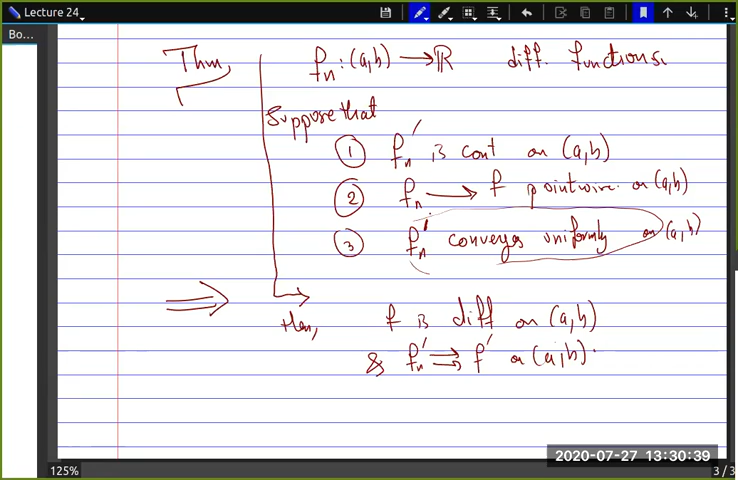 Lecture 24
Bo...
Thm, fₙ : (a,b) → ℝ diff. functions.
Suppose that
① fₙ' is cont on (a,b)
② fₙ → f pointwise on (a,b)
③ fₙ' converges uniformly on (a,b)
⇒ then, f is diff on (a,b)
& fₙ' ⇉ f' on (a,b).
2020-07-27 13:30:39
125%
3/3